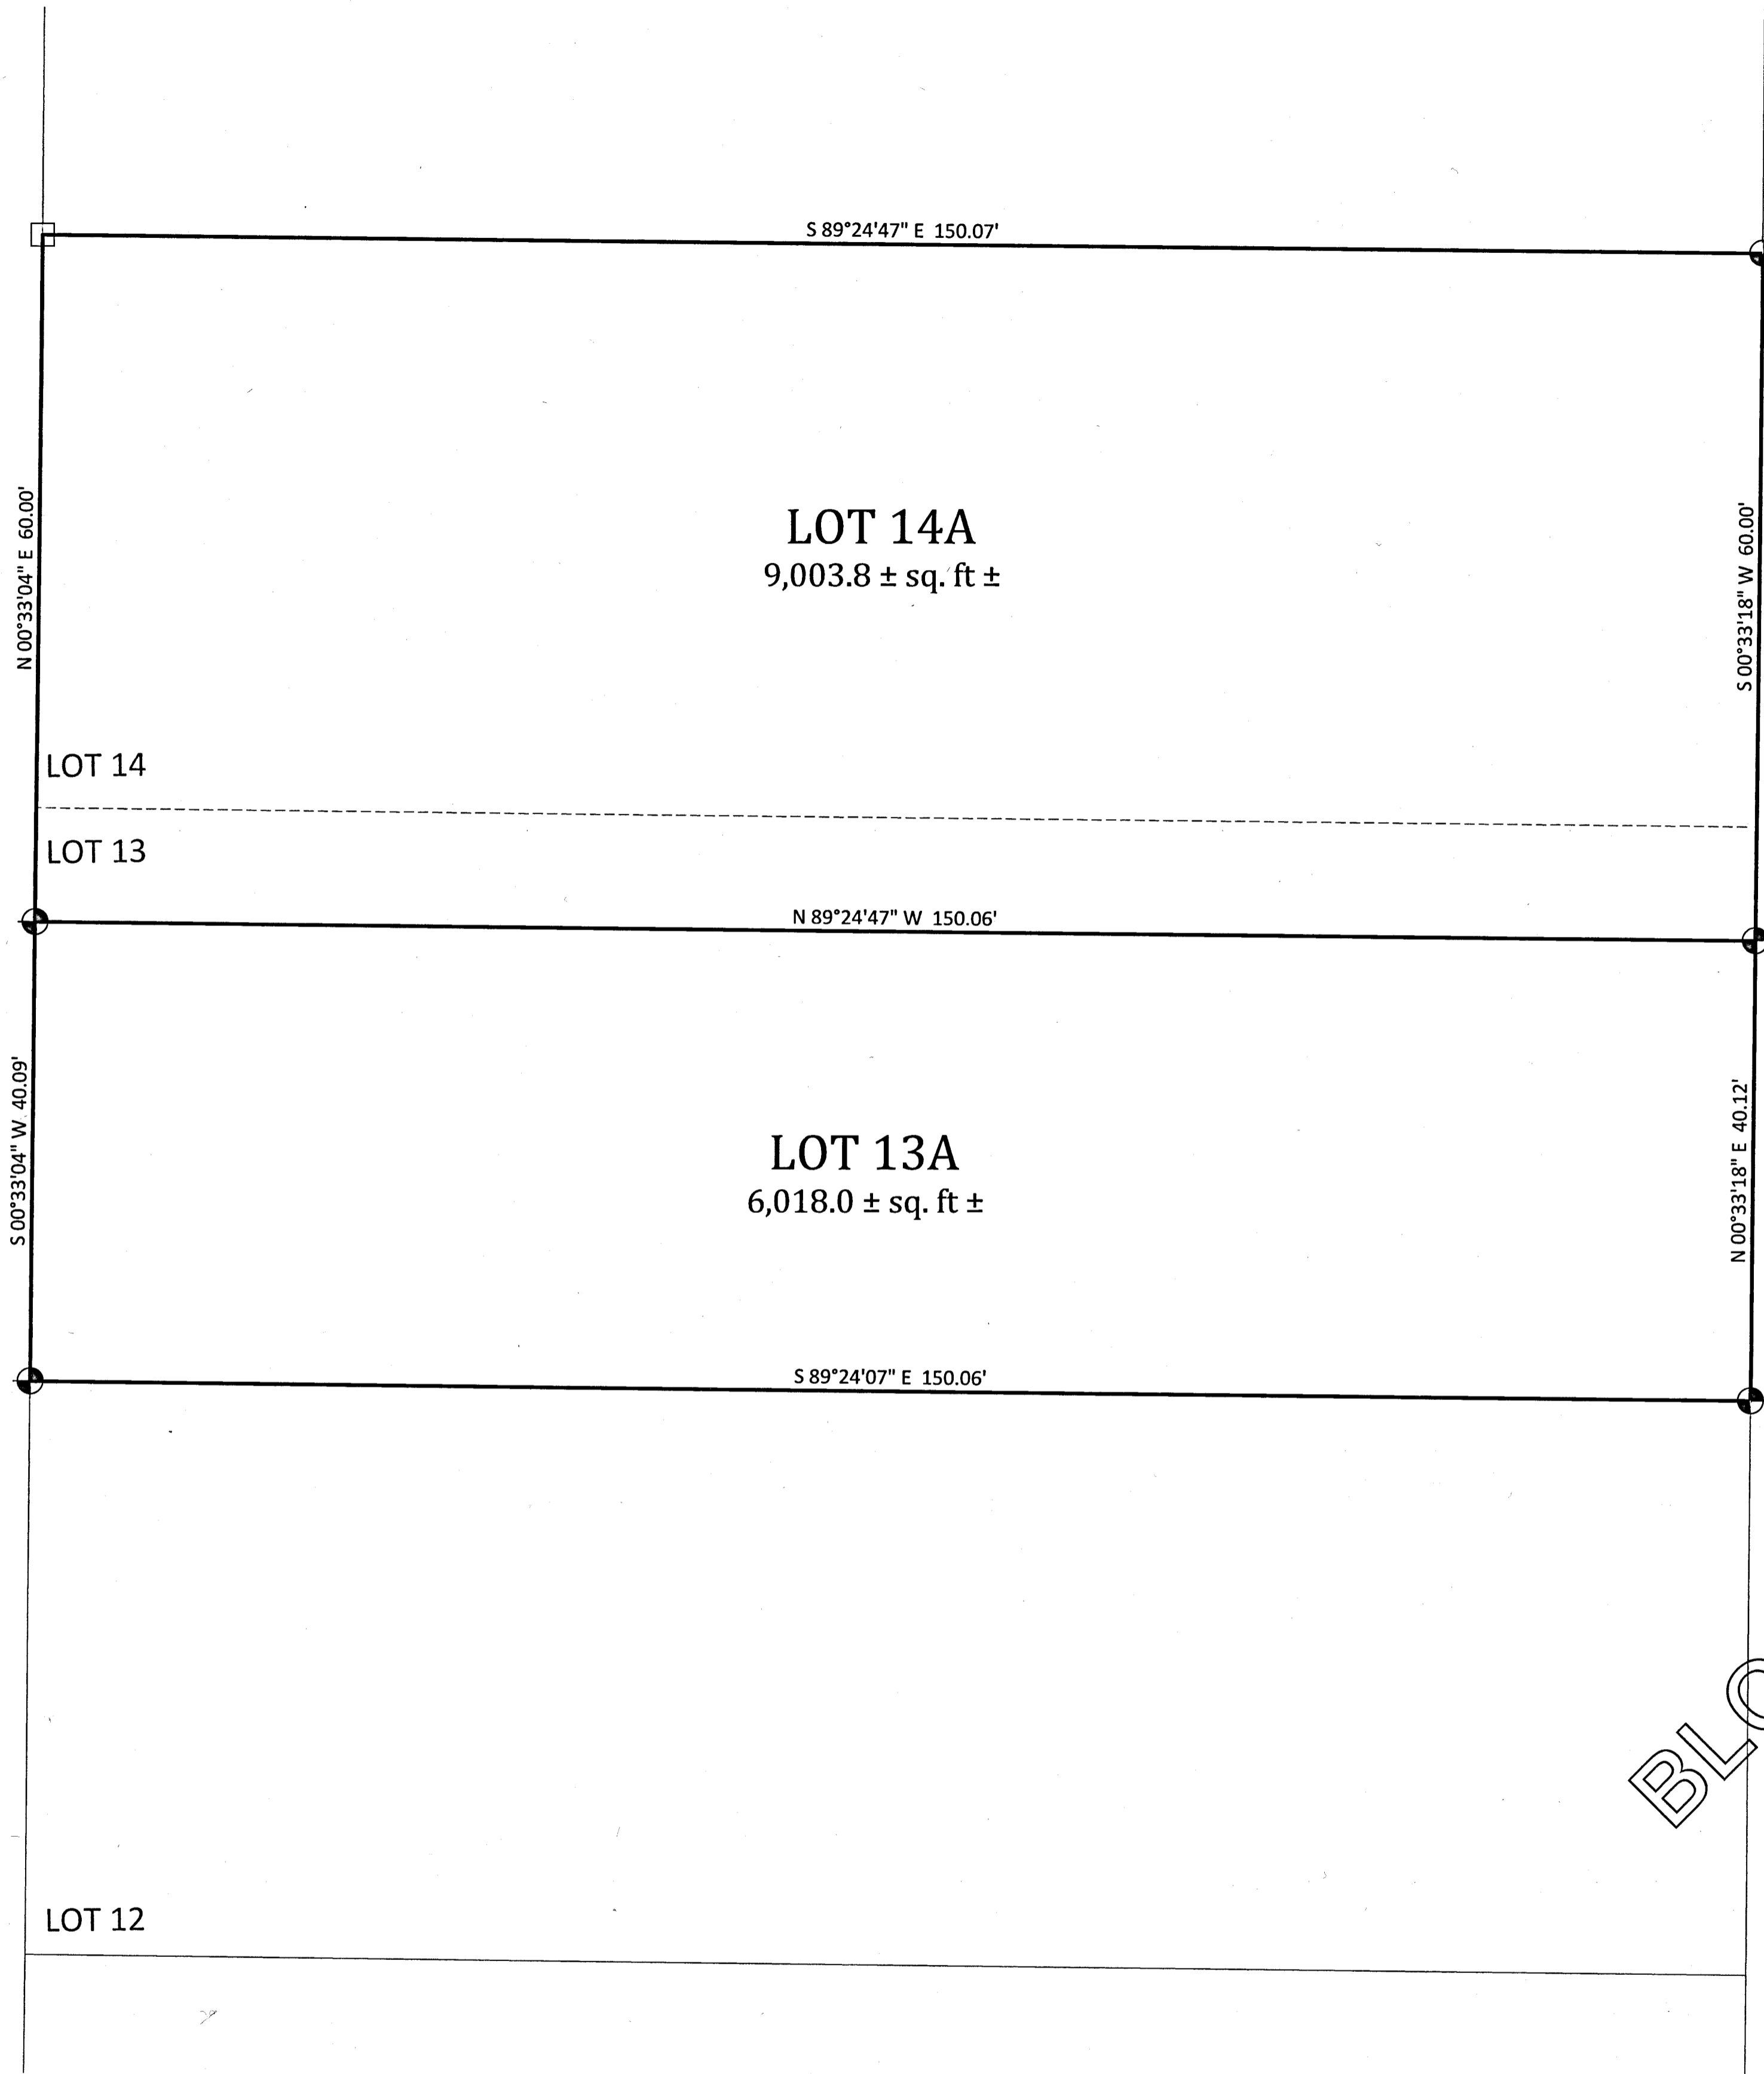 S 89°24'47" E 150.07'
N 00°33'04" E 60.00'
S 00°33'18" W 60.00'
LOT 14A
9,003.8 ± sq. ft ±
LOT 14
LOT 13
N 89°24'47" W 150.06'
S 00°33'04" W 40.09'
N 00°33'18" E 40.12'
LOT 13A
6,018.0 ± sq. ft ±
S 89°24'07" E 150.06'
BLO
LOT 12